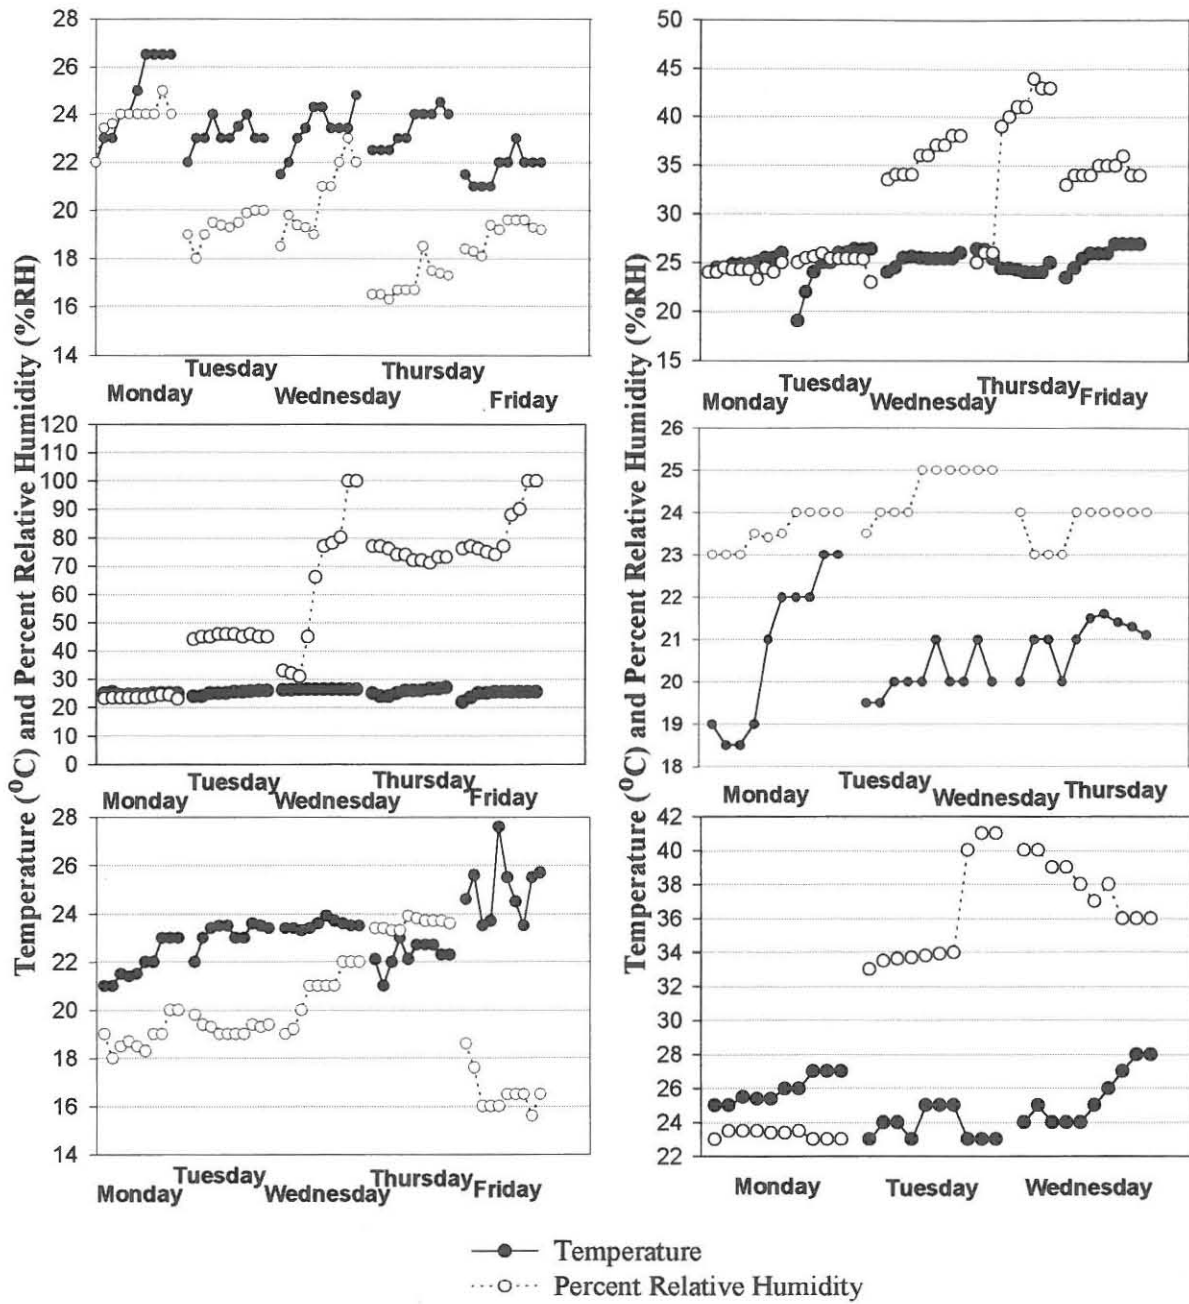 Temperature (⁰C) and Percent Relative Humidity (%RH)
28
26
24
22
20
18
16
14
Monday
Tuesday
Wednesday
Thursday
Friday
120
110
100
90
80
70
60
50
40
30
20
10
0
Monday
Tuesday
Wednesday
Thursday
Friday
28
26
24
22
20
18
16
14
Monday
Tuesday
Wednesday
Thursday
Friday
Temperature (⁰C) and Percent Relative Humidity (%RH)
50
45
40
35
30
25
20
15
Monday
Tuesday
Wednesday
Thursday
Friday
26
25
24
23
22
21
20
19
18
Monday
Tuesday
Wednesday
Thursday
42
40
38
36
34
32
30
28
26
24
22
Monday
Tuesday
Wednesday
Temperature
Percent Relative Humidity